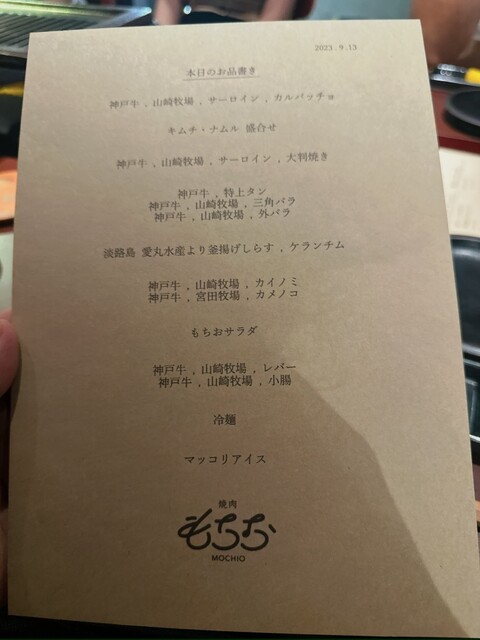 2023 . 9 .13
本日のお品書き
神戸牛 , 山崎牧場 , サーロイン , カルパッチョ
キムチ・ナムル 盛合せ
神戸牛 , 山崎牧場 , サーロイン , 大判焼き
神戸牛 , 特上タン
神戸牛 , 山崎牧場 , 三角バラ
神戸牛 , 山崎牧場 , 外バラ
淡路島 愛丸水産より釜揚げしらす , ケランチム
神戸牛 , 山崎牧場 , カイノミ
神戸牛 , 宮田牧場 , カメノコ
もちおサラダ
神戸牛 , 山崎牧場 , レバー
神戸牛 , 山崎牧場 , 小腸
冷麺
マッコリアイス
焼肉
もちお
MOCHIO